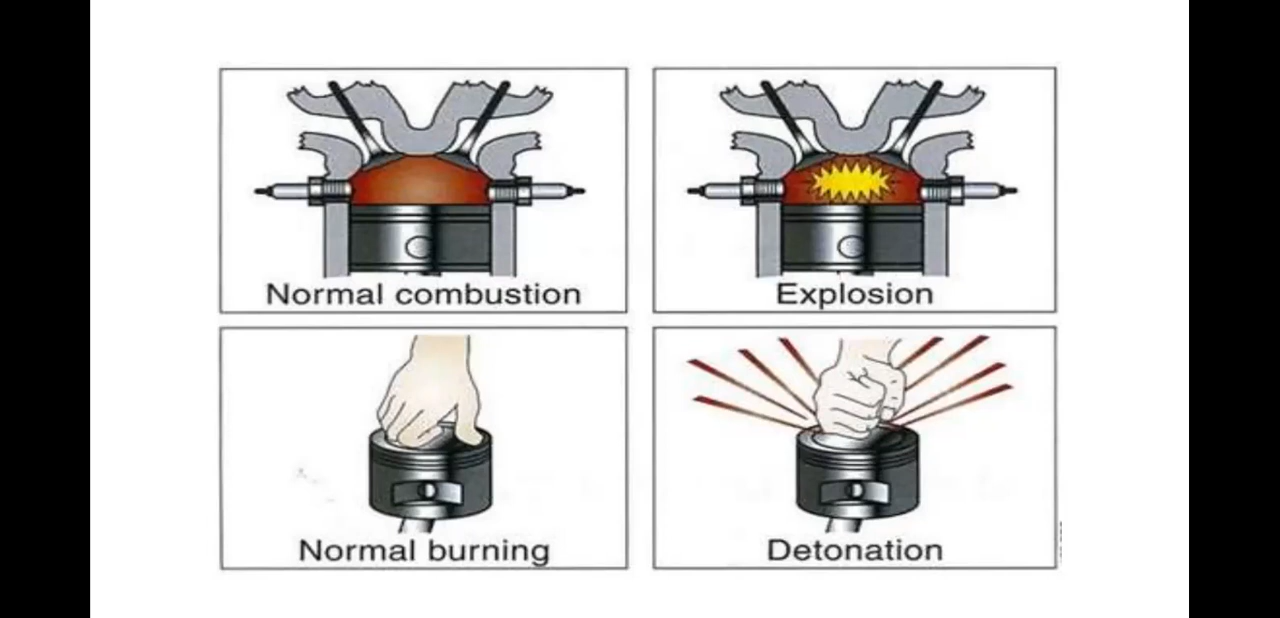 Normal combustion
Explosion
Normal burning
Detonation